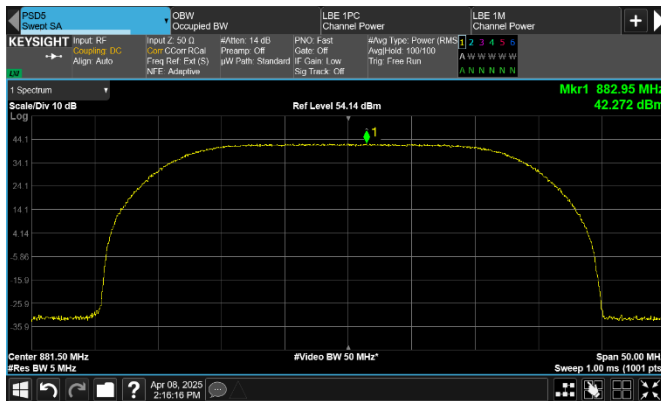 PSD5
Swept SA
OBW
Occupied BW
LBE 1PC
Channel Power
LBE 1M
Channel Power
KEYSIGHT
Input: RF
Coupling: DC
Align: Auto
Input Z: 50 Ω
Corr CCorr RCal
Freq Ref: Ext (S)
NFE: Adaptive
#Atten: 14 dB
Preamp: Off
µW Path: Standard
PNO: Fast
Gate: Off
IF Gain: Low
Sig Track: Off
#Avg Type: Power (RMS
Avg|Hold: 100/100
Trig: Free Run
1 2 3 4 5 6
A W W W W W
A N N N N N
1 Spectrum
Scale/Div 10 dB
Ref Level 54.14 dBm
Mkr1 882.95 MHz
42.272 dBm
Log
1
44.1
34.1
24.1
14.1
4.14
-5.86
-15.9
-25.9
-35.9
Center 881.50 MHz
#Video BW 50 MHz*
Span 50.00 MH
#Res BW 5 MHz
Sweep 1.00 ms (1001 pts
Apr 08, 2025
2:16:16 PM